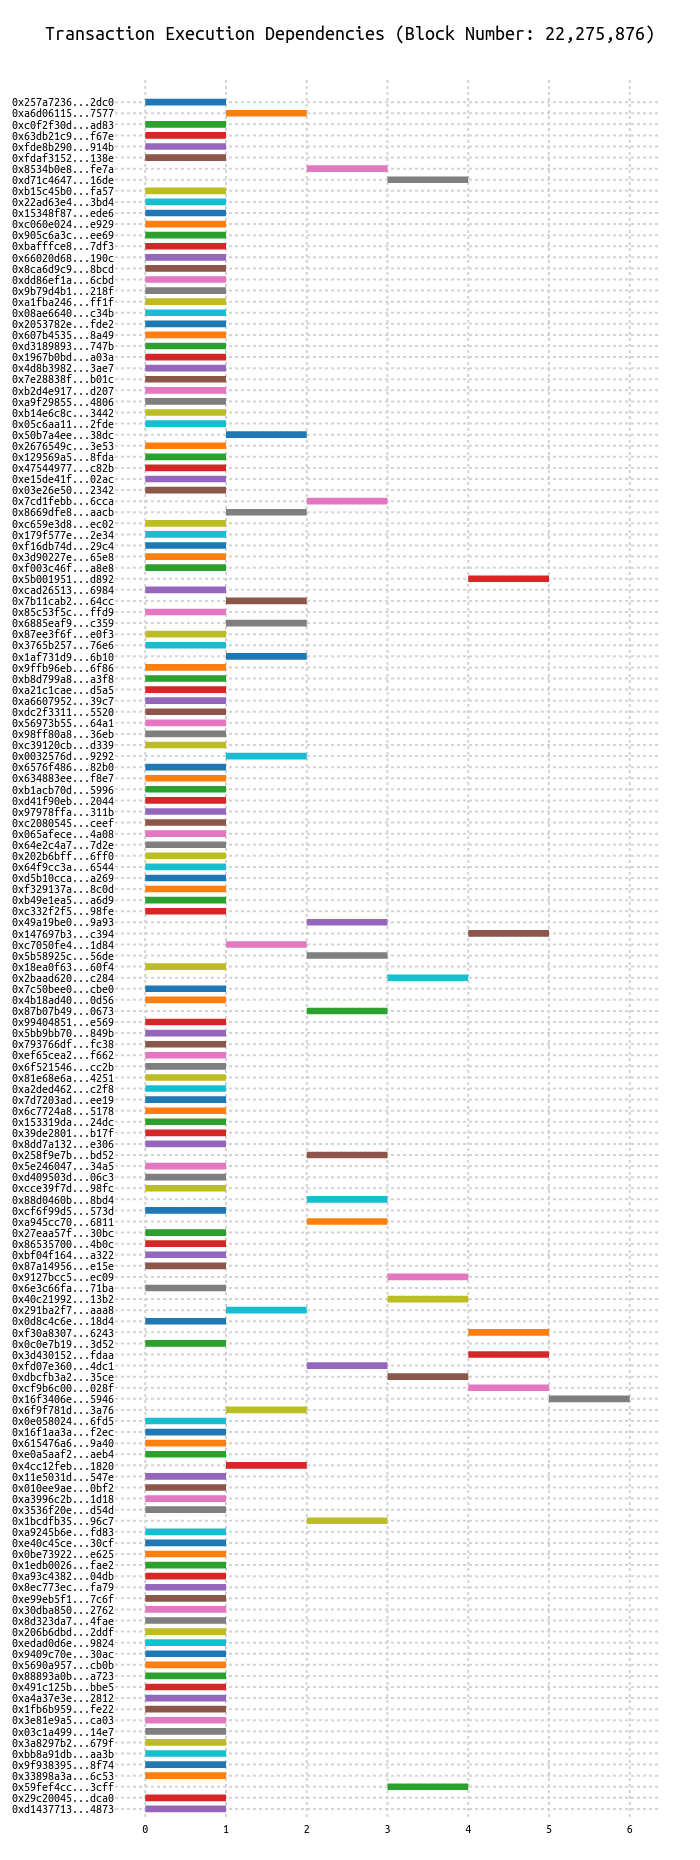 Transaction Execution Dependencies (Block Number: 22,275,876)
0x257a7236...2dc0
0xa6d06115...7577
0xc0f2f30d...ad83
0x63db21c9...f67e
0xfde8b290...914b
0xfdaf3152...138e
0x8534b0e8...fe7a
0xd71c4647...16de
0xb15c45b0...fa57
0x22ad63e4...3bd4
0x15348f87...ede6
0xc060e024...e929
0x905c6a3c...ee69
0xbafffce8...7df3
0x66020d68...190c
0x8ca6d9c9...8bcd
0xdd86ef1a...6cbd
0x9b79d4b1...218f
0xa1fba246...ff1f
0x08ae6640...c34b
0x2053782e...fde2
0x607b4535...8a49
0xd3189893...747b
0x1967b0bd...a03a
0x4d8b3982...3ae7
0x7e28838f...b01c
0xb2d4e917...d207
0xa9f29855...4806
0xb14e6c8c...3442
0x05c6aa11...2fde
0x50b7a4ee...38dc
0x2676549c...3e53
0x129569a5...8fda
0x47544977...c82b
0xe15de41f...02ac
0x03e26e50...2342
0x7cd1febb...6cca
0x8669dfe8...aacb
0xc659e3d8...ec02
0x179f577e...2e34
0xf16db74d...29c4
0x3d90227e...65e8
0xf003c46f...a8e8
0x5b001951...d892
0xcad26513...6984
0x7b11cab2...64cc
0x85c53f5c...ffd9
0x6885eaf9...c359
0x87ee3f6f...e0f3
0x3765b257...76e6
0x1af731d9...6b10
0x9ffb96eb...6f86
0xb8d799a8...a3f8
0xa21c1cae...d5a5
0xa6607952...39c7
0xdc2f3311...5520
0x56973b55...64a1
0x98ff80a8...36eb
0xc39120cb...d339
0x0032576d...9292
0x6576f486...82b0
0x634883ee...f8e7
0xb1acb70d...5996
0xd41f90eb...2044
0x97978ffa...311b
0xc2080545...ceef
0x065afece...4a08
0x64e2c4a7...7d2e
0x202b6bff...6ff0
0x64f9cc3a...6544
0xd5b10cca...a269
0xf329137a...8c0d
0xb49e1ea5...a6d9
0xc332f2f5...98fe
0x49a19be0...9a93
0x147697b3...c394
0xc7050fe4...1d84
0x5b58925c...56de
0x18ea0f63...60f4
0x2baad620...c284
0x7c50bee0...cbe0
0x4b18ad40...0d56
0x87b07b49...0673
0x99404851...e569
0x5bb9bb70...849b
0x793766df...fc38
0xef65cea2...f662
0x6f521546...cc2b
0x81e68e6a...4251
0xa2ded462...c2f8
0x7d7203ad...ee19
0x6c7724a8...5178
0x153319da...24dc
0x39de2801...b17f
0x8dd7a132...e306
0x258f9e7b...bd52
0x5e246047...34a5
0xd409503d...06c3
0xcce39f7d...98fc
0x88d0460b...8bd4
0xcf6f99d5...573d
0xa945cc70...6811
0x27eaa57f...30bc
0x86535700...4b0c
0xbf04f164...a322
0x87a14956...e15e
0x9127bcc5...ec09
0x6e3c66fa...71ba
0x40c21992...13b2
0x291ba2f7...aaa8
0x0d8c4c6e...18d4
0xf30a8307...6243
0x0c0e7b19...3d52
0x3d430152...fdaa
0xfd07e360...4dc1
0xdbcfb3a2...35ce
0xcf9b6c00...028f
0x16f3406e...5946
0x6f9f781d...3a76
0x0e058024...6fd5
0x16f1aa3a...f2ec
0x615476a6...9a40
0xe0a5aaf2...aeb4
0x4cc12feb...1820
0x11e5031d...547e
0x010ee9ae...0bf2
0xa3996c2b...1d18
0x3536f20e...d54d
0x1bcdfb35...96c7
0xa9245b6e...fd83
0xe40c45ce...30cf
0x0be73922...e625
0x1edb0026...fae2
0xa93c4382...04db
0x8ec773ec...fa79
0xe99eb5f1...7c6f
0x30dba850...2762
0x8d323da7...4fae
0x206b6dbd...2ddf
0xedad0d6e...9824
0x9409c70e...30ac
0x5690a957...cb0b
0x88893a0b...a723
0x491c125b...bbe5
0xa4a37e3e...2812
0x1fb6b959...fe22
0x3e81e9a5...ca03
0x03c1a499...14e7
0x3a8297b2...679f
0xbb8a91db...aa3b
0x9f938395...8f74
0x33898a3a...6c53
0x59fef4cc...3cff
0x29c20045...dca0
0xd1437713...4873
0 1 2 3 4 5 6